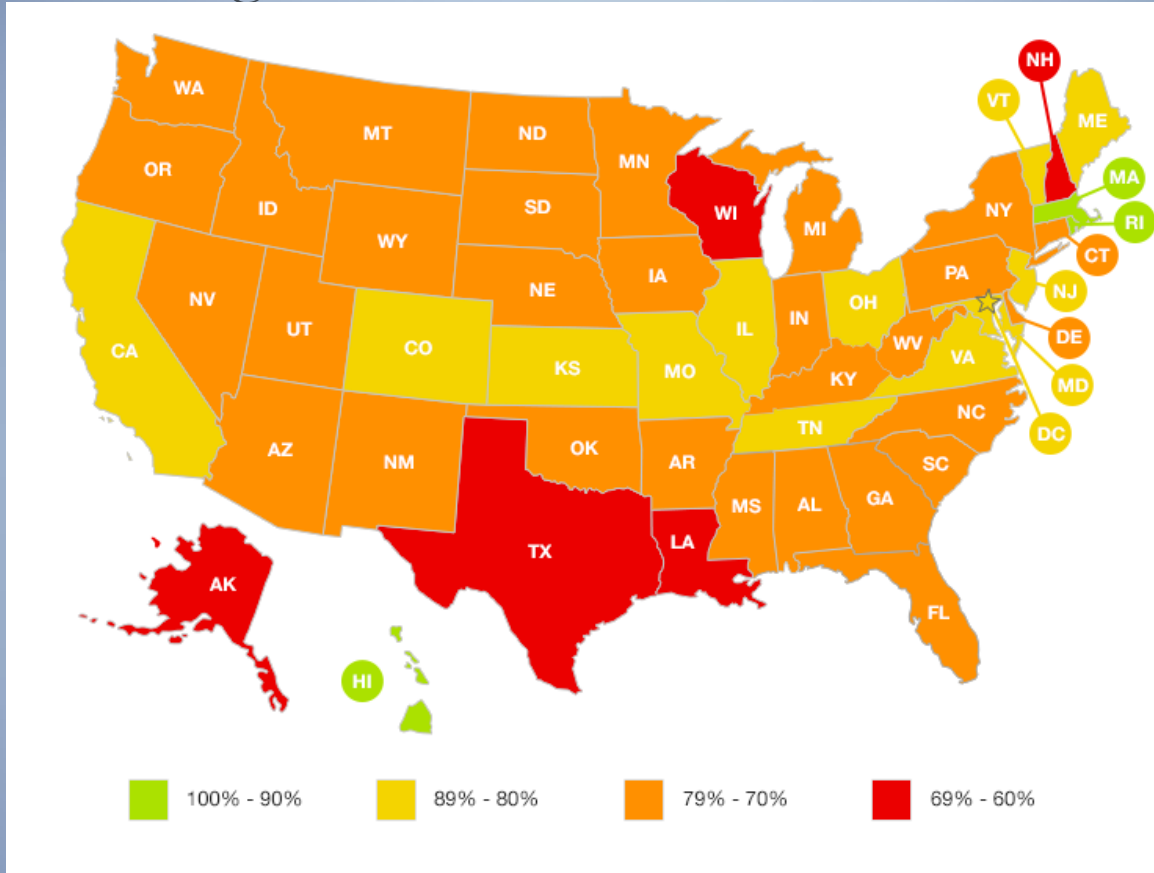 WA
MT
ND
MN
OR
ID
SD
WY
WI
MI
NY
VT
NH
ME
MA
RI
CT
NJ
DE
MD
DC
PA
IA
NE
NV
UT
CO
CA
KS
MO
IL
IN
OH
WV
VA
KY
TN
NC
SC
AZ
NM
OK
AR
MS
AL
GA
TX
LA
FL
AK
HI
100% - 90%
89% - 80%
79% - 70%
69% - 60%